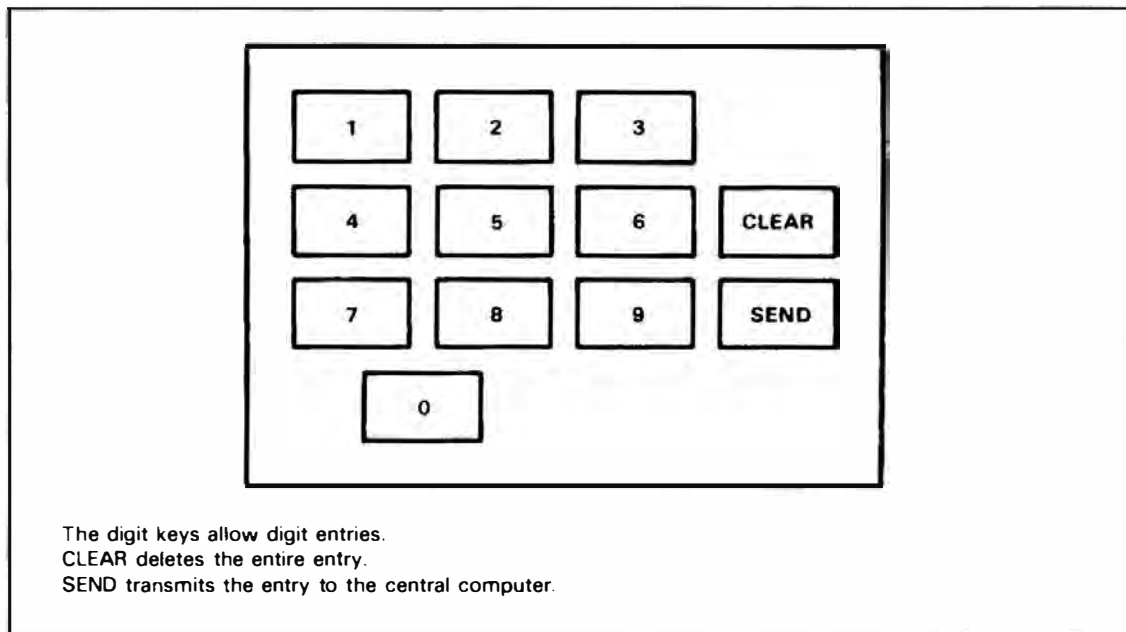 1 2 3
4 5 6 CLEAR
7 8 9 SEND
0
The digit keys allow digit entries.
CLEAR deletes the entire entry.
SEND transmits the entry to the central computer.